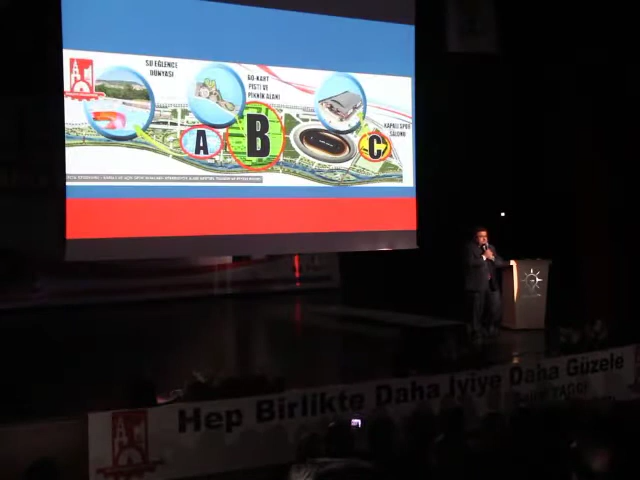 SU EĞLENCE
DÜNYASI
GO-KART
PİSTİ VE
PİKNİK ALANI
KAPALI SPOR
SALONU
A
B
C
Hep Birlikte Daha İyiye Daha Güzele